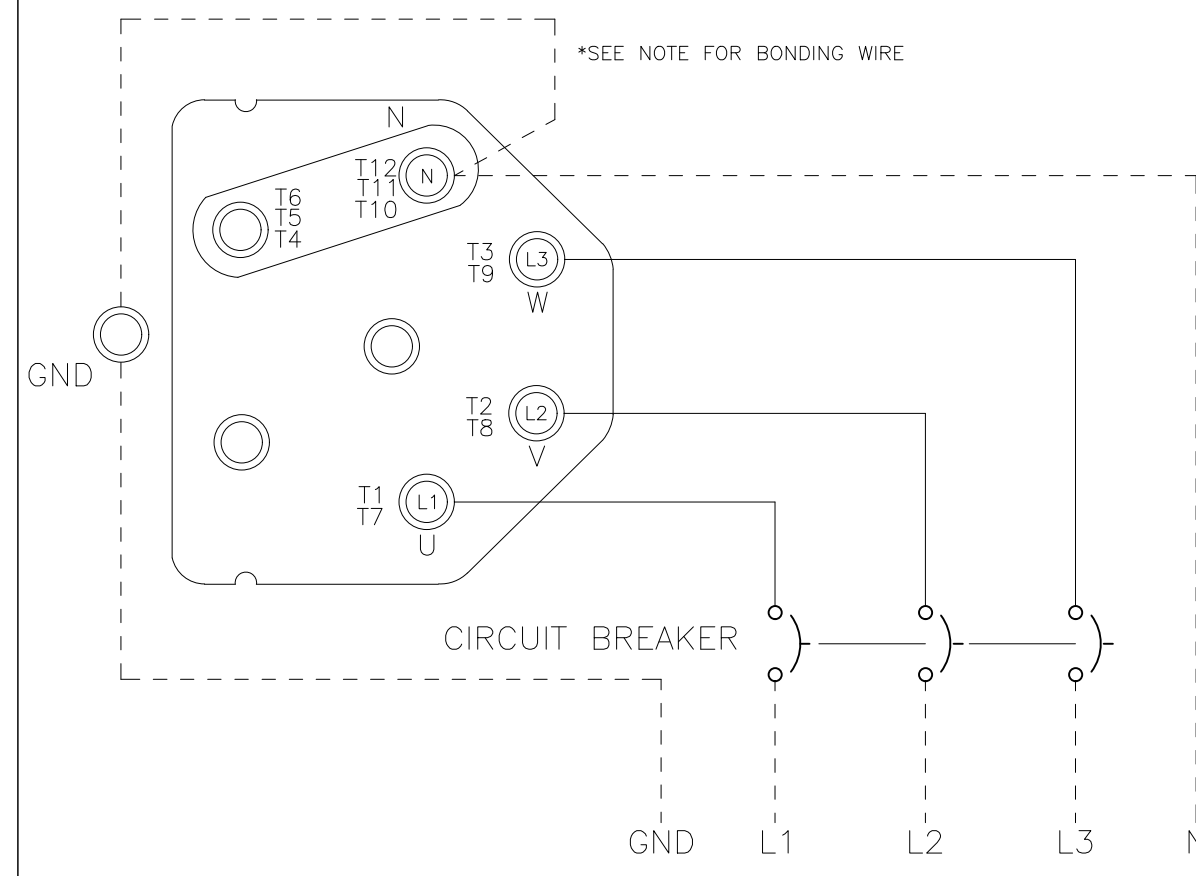 *SEE NOTE FOR BONDING WIRE
N
T12
T11
T10
N
T6
T5
T4
T3
T9
L3
W
GND
T2
T8
L2
V
T1
T7
L1
U
CIRCUIT BREAKER
GND
L1
L2
L3